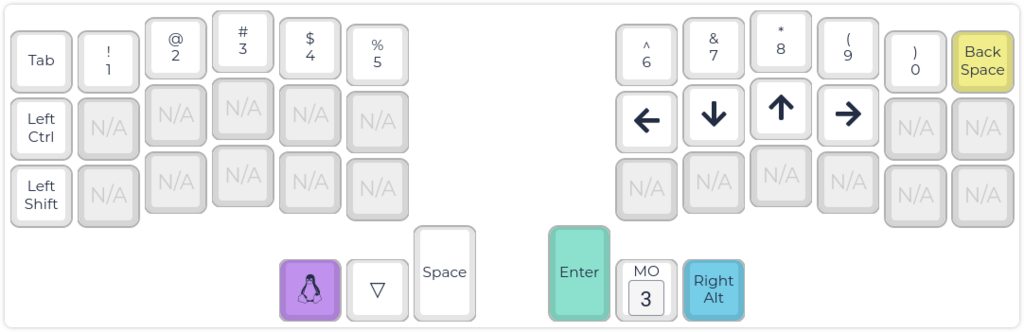 Tab ! 1 @ 2 # 3 $ 4 % 5 ^ 6 & 7 * 8 ( 9 ) 0 Back Space
Left Ctrl N/A N/A N/A N/A N/A ← ↓ ↑ → N/A N/A
Left Shift N/A N/A N/A N/A N/A N/A N/A N/A N/A N/A N/A
▽ Space Enter MO 3 Right Alt